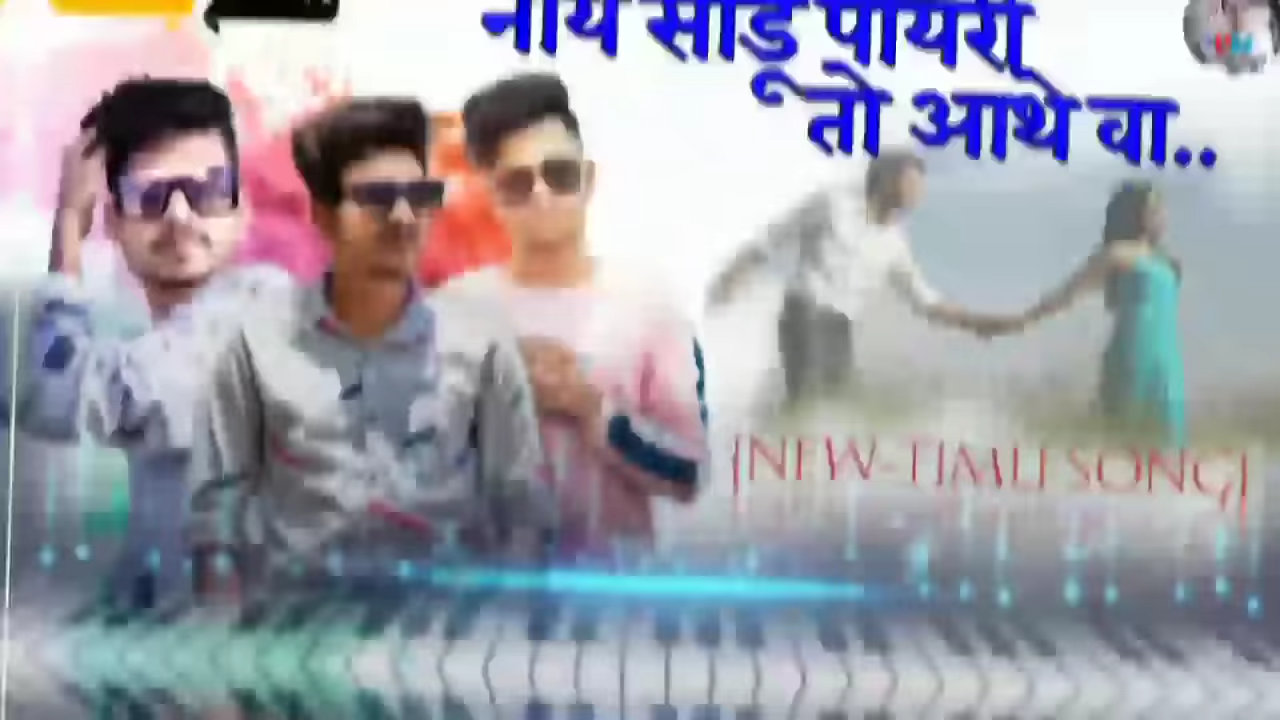 नाय साडू पायरी
तो आथे वा..
[NEW-TIMLI SONG]